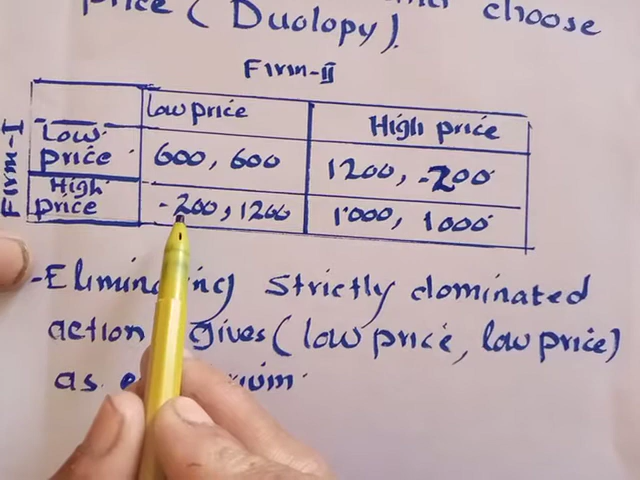 price (Duolopy).
choose
Firm-II
Firm-I
Low price
High price
Low price
600, 600
1200, -200
High price
-200, 1200
1000, 1000
-Eliminating strictly dominated
action gives (low price, low price)
as